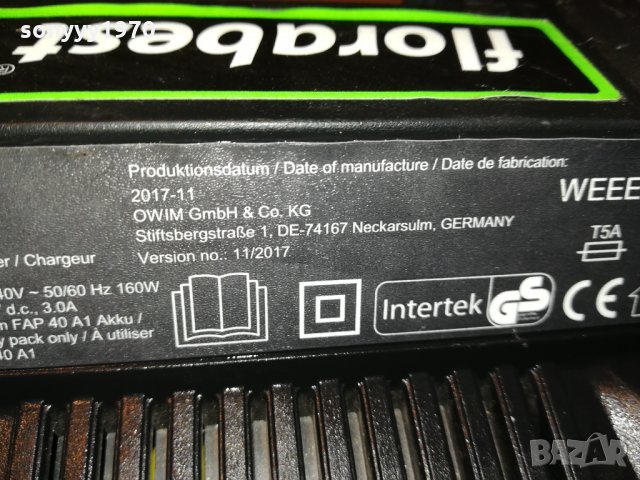 sonyyy1970
florabest
®
Produktionsdatum / Date of manufacture / Date de fabrication:
2017-11
OWIM GmbH & Co. KG
Stiftsbergstraße 1, DE-74167 Neckarsulm, GERMANY
Version no.: 11/2017
WEEE
T5A
er / Chargeur
40V ~ 50/60 Hz 160W
d.c., 3.0A
m FAP 40 A1 Akku /
y pack only / À utiliser
40 A1
Intertek
GS
CE
BAZAR